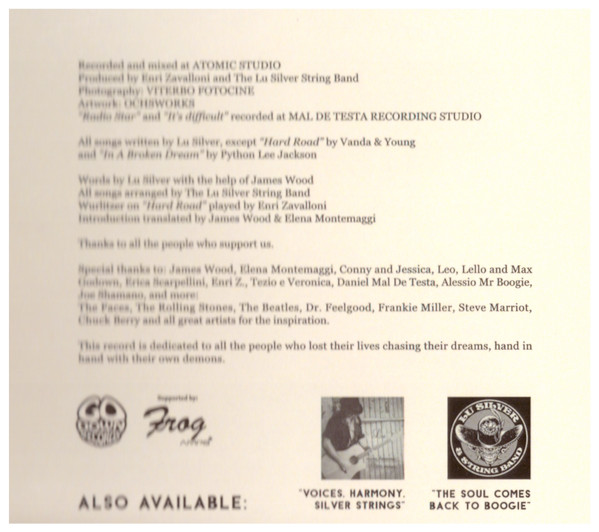 Recorded and mixed at ATOMIC STUDIO
Produced by Enri Zavalloni and The Lu Silver String Band
Photography: VITERBO FOTOCINE
Artwork: OCHSWORKS
"Radio Star" and "It's difficult" recorded at MAL DE TESTA RECORDING STUDIO
All songs written by Lu Silver, except "Hard Road" by Vanda & Young
and "In A Broken Dream" by Python Lee Jackson
Words by Lu Silver with the help of James Wood
All songs arranged by The Lu Silver String Band
Wurlitzer on "Hard Road" played by Enri Zavalloni
Introduction translated by James Wood & Elena Montemaggi
Thanks to all the people who support us.
Special thanks to: James Wood, Elena Montemaggi, Conny and Jessica, Leo, Lello and Max
Godown, Erica Scarpellini, Enri Z., Tezio e Veronica, Daniel Mal De Testa, Alessio Mr Boogie,
Joe Shamano, and more:
The Faces, The Rolling Stones, The Beatles, Dr. Feelgood, Frankie Miller, Steve Marriot,
Chuck Berry and all great artists for the inspiration.
This record is dedicated to all the people who lost their lives chasing their dreams, hand in
hand with their own demons.
GO
DOWN
RECORDS
Supported by:
Frog
LU SILVER
& STRING BAND
ALSO AVAILABLE:
"VOICES, HARMONY,
SILVER STRINGS"
"THE SOUL COMES
BACK TO BOOGIE"